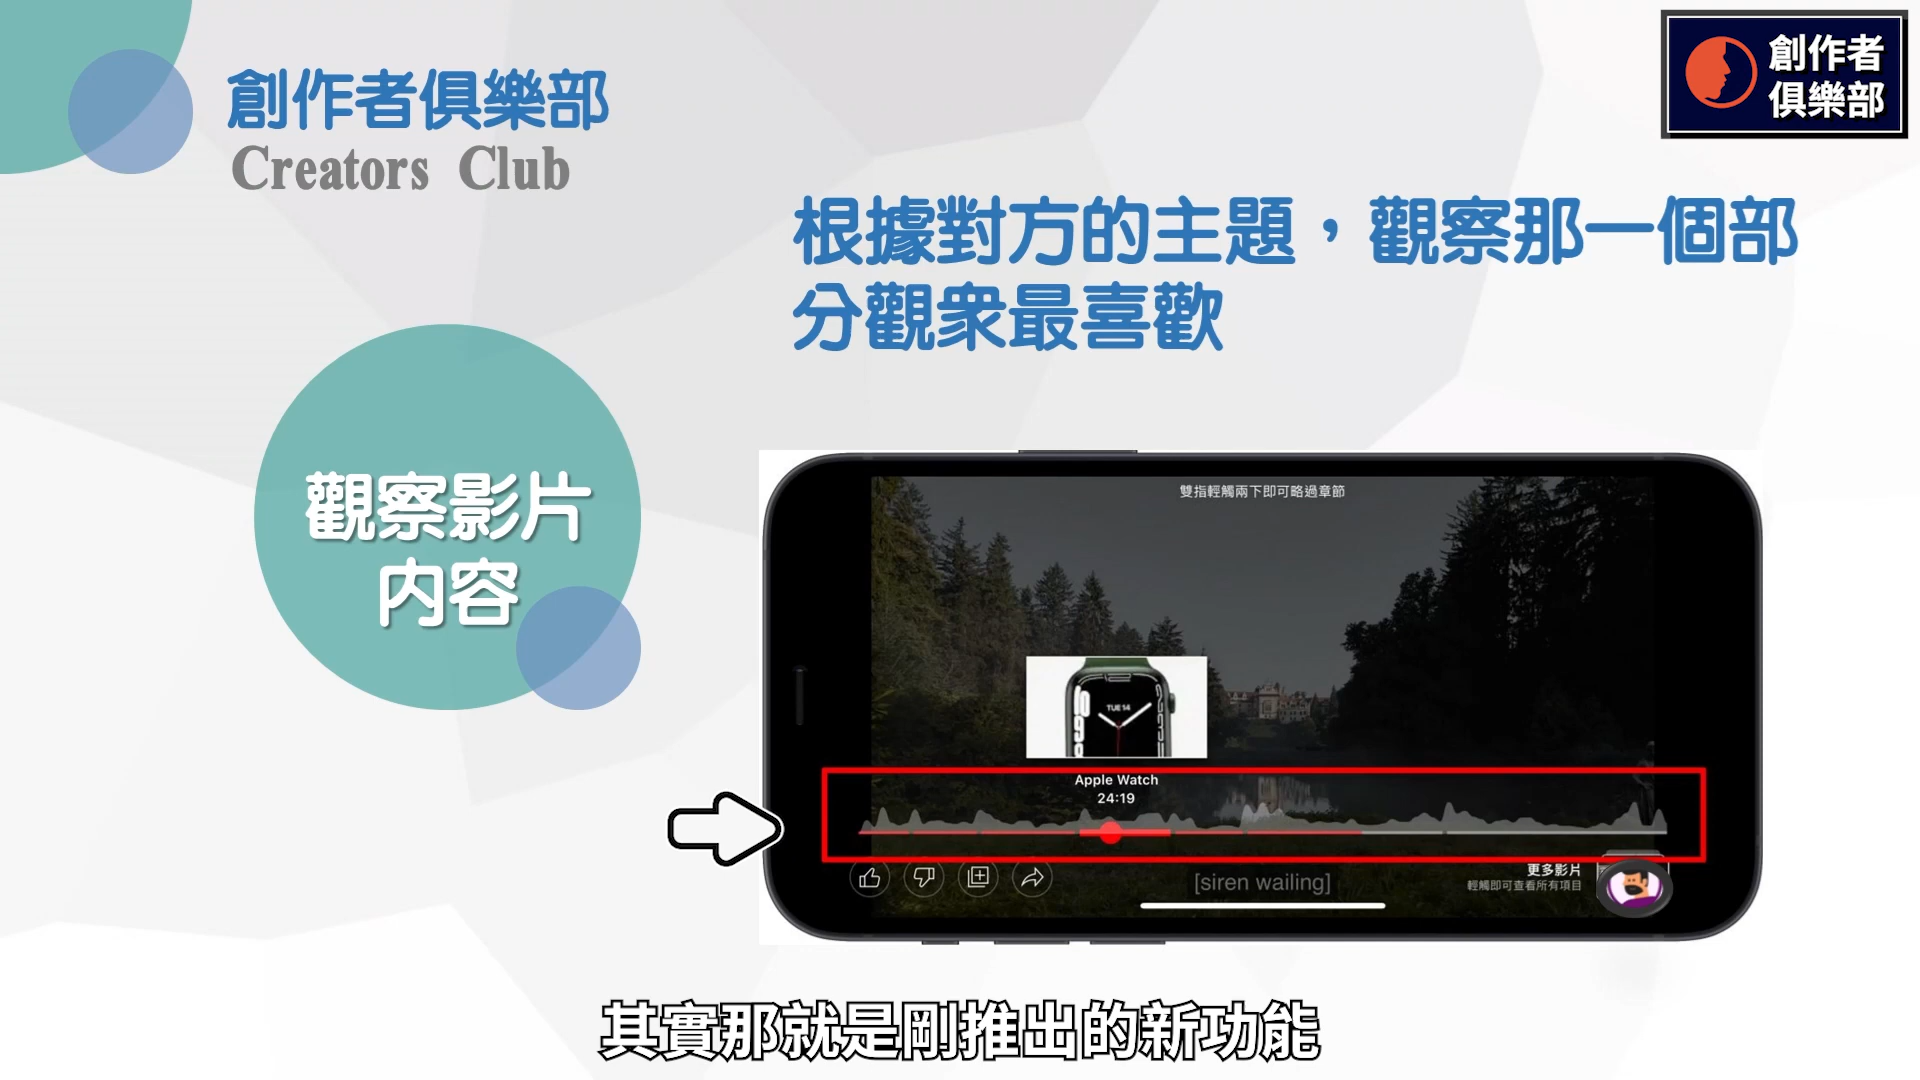 創作者俱樂部
Creators Club
創作者
俱樂部
根據對方的主題，觀察那一個部
分觀眾最喜歡
觀察影片
內容
雙指輕觸兩下即可略過章節
TUE 14
Apple Watch
24:19
[siren wailing]
更多影片
輕觸即可查看所有項目
其實那就是剛推出的新功能